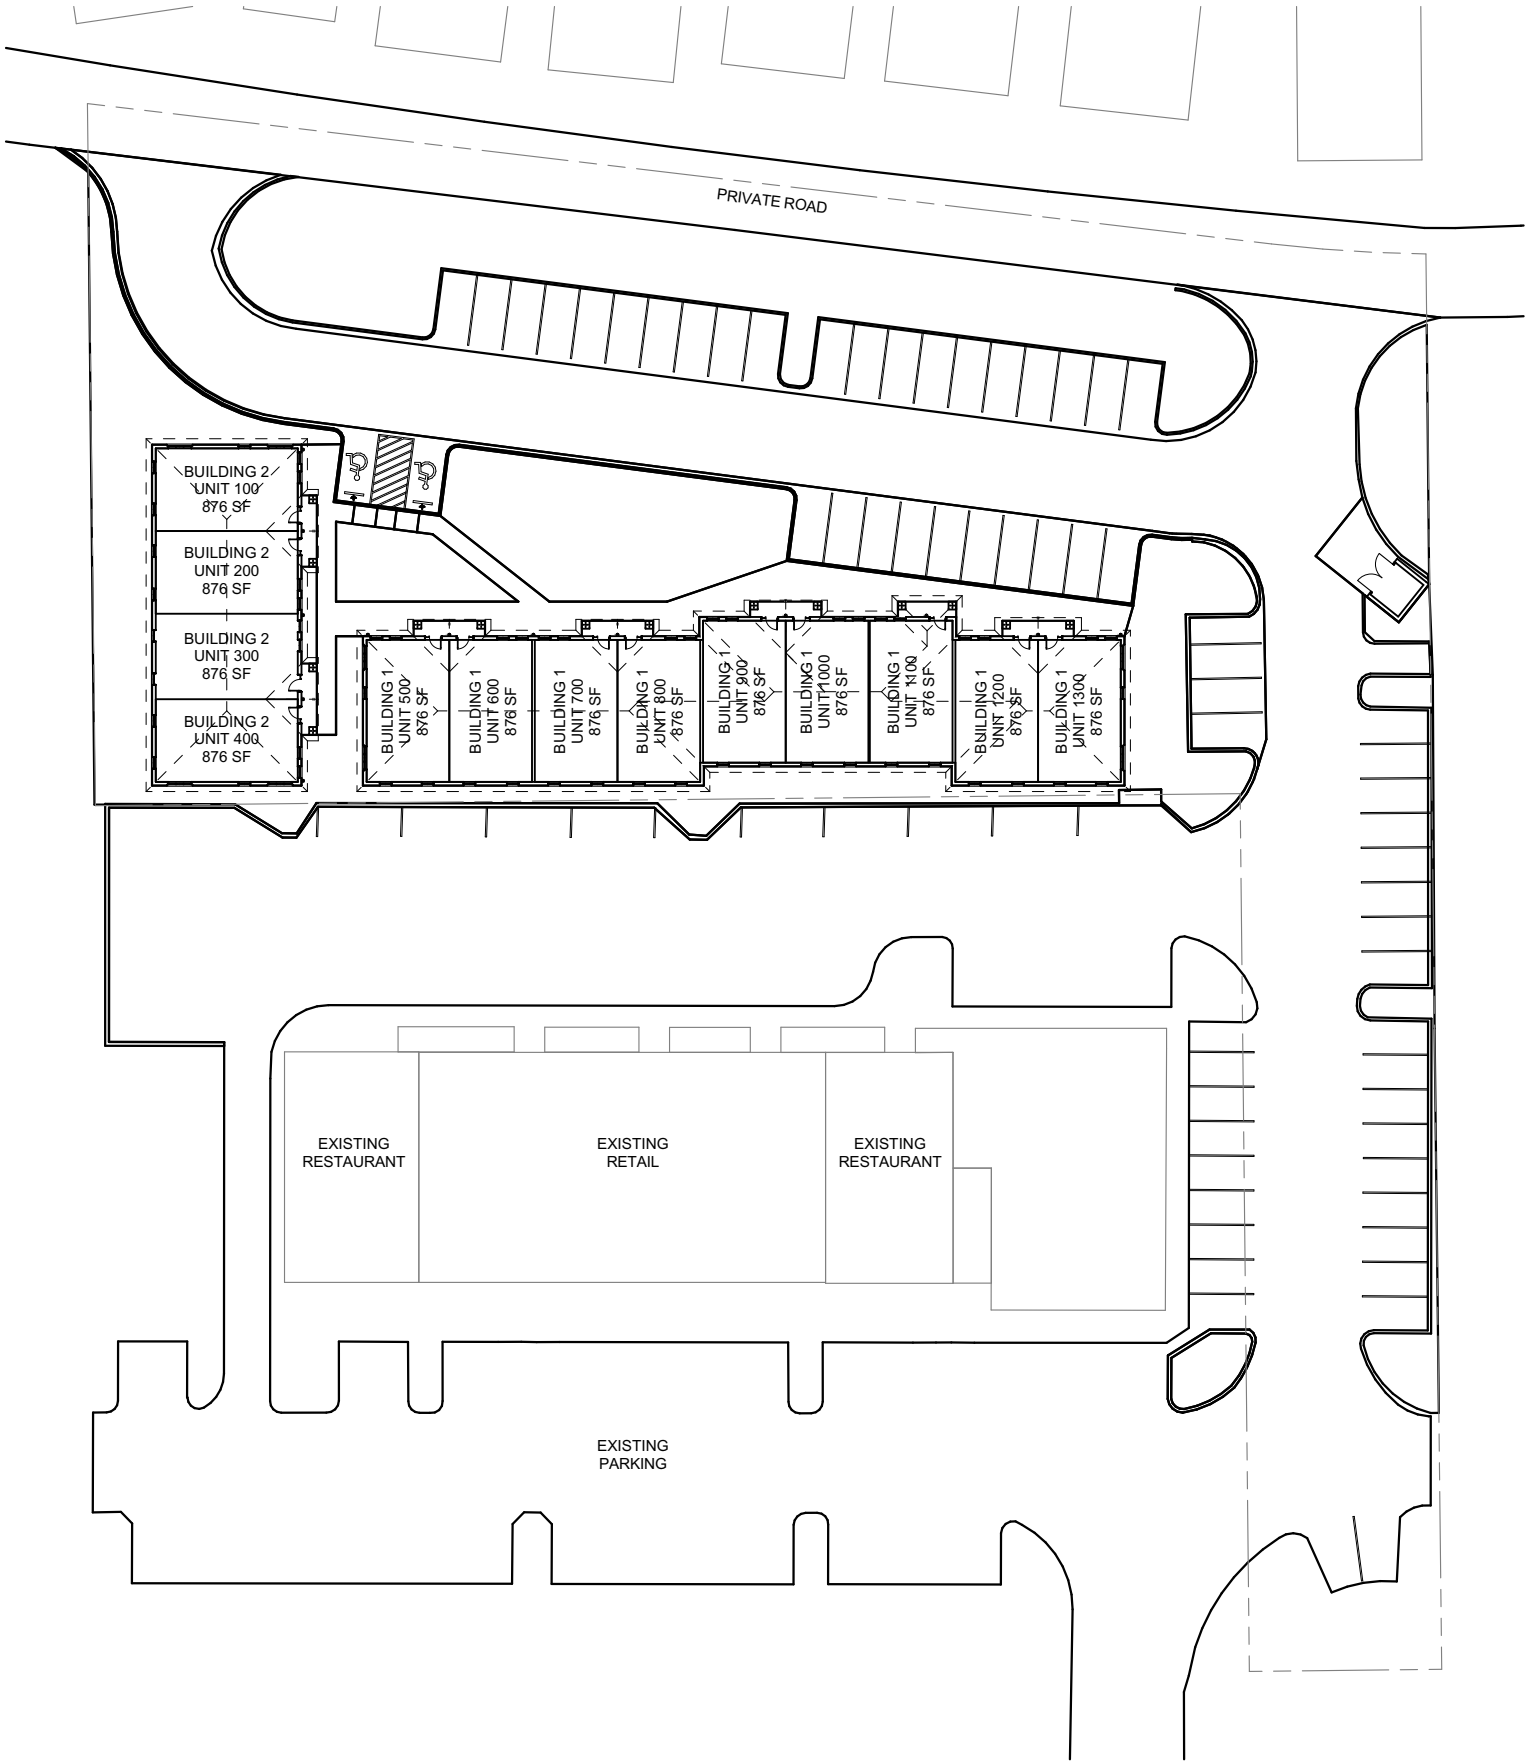 PRIVATE ROAD
BUILDING 2
UNIT 100
876 SF
BUILDING 2
UNIT 200
876 SF
BUILDING 2
UNIT 300
876 SF
BUILDING 2
UNIT 400
876 SF
BUILDING 1
UNIT 500
876 SF
BUILDING 1
UNIT 600
876 SF
BUILDING 1
UNIT 700
876 SF
BUILDING 1
UNIT 800
876 SF
BUILDING 1
UNIT 900
876 SF
BUILDING 1
UNIT 1000
876 SF
BUILDING 1
UNIT 1100
876 SF
BUILDING 1
UNIT 1200
876 SF
BUILDING 1
UNIT 1300
876 SF
EXISTING
RESTAURANT
EXISTING
RETAIL
EXISTING
RESTAURANT
EXISTING
PARKING